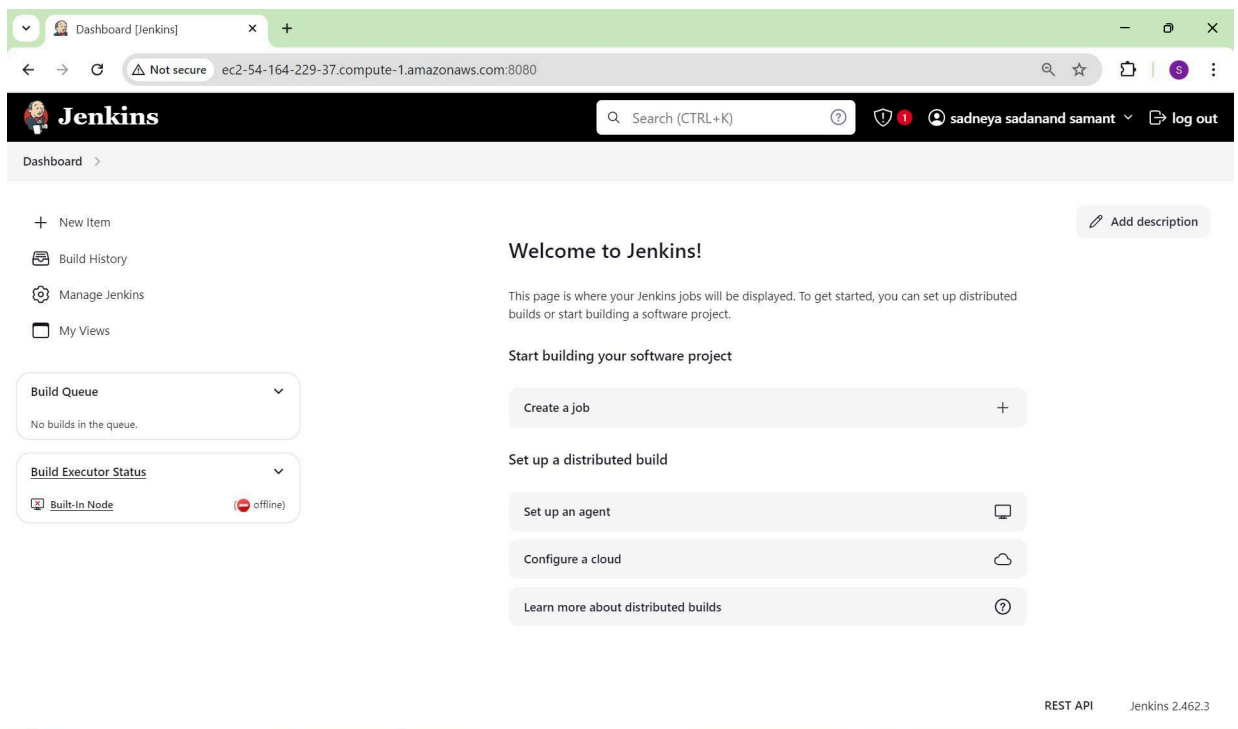 Dashboard [Jenkins]
Not secure ec2-54-164-229-37.compute-1.amazonaws.com:8080
S
Jenkins
Search (CTRL+K)
1
sadneya sadanand samant
log out
Dashboard
New Item
Build History
Manage Jenkins
My Views
Build Queue
No builds in the queue.
Build Executor Status
Built-In Node (offline)
Add description
Welcome to Jenkins!
This page is where your Jenkins jobs will be displayed. To get started, you can set up distributed
builds or start building a software project.
Start building your software project
Create a job
Set up a distributed build
Set up an agent
Configure a cloud
Learn more about distributed builds
REST API Jenkins 2.462.3